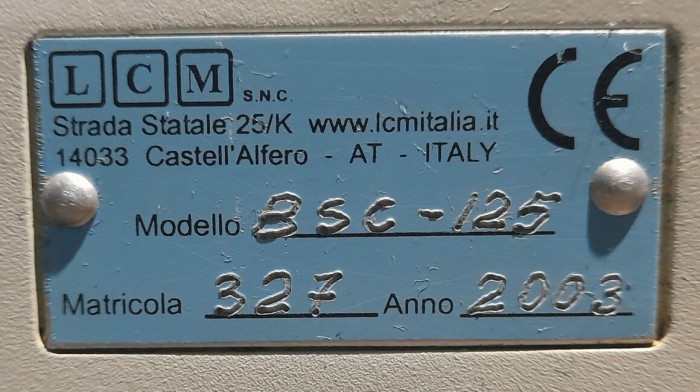 LCM S.N.C.
CE
Strada Statale 25/K www.lcmitalia.it
14033 Castell'Alfero - AT - ITALY
Modello BSC-125
Matricola 327 Anno 2003